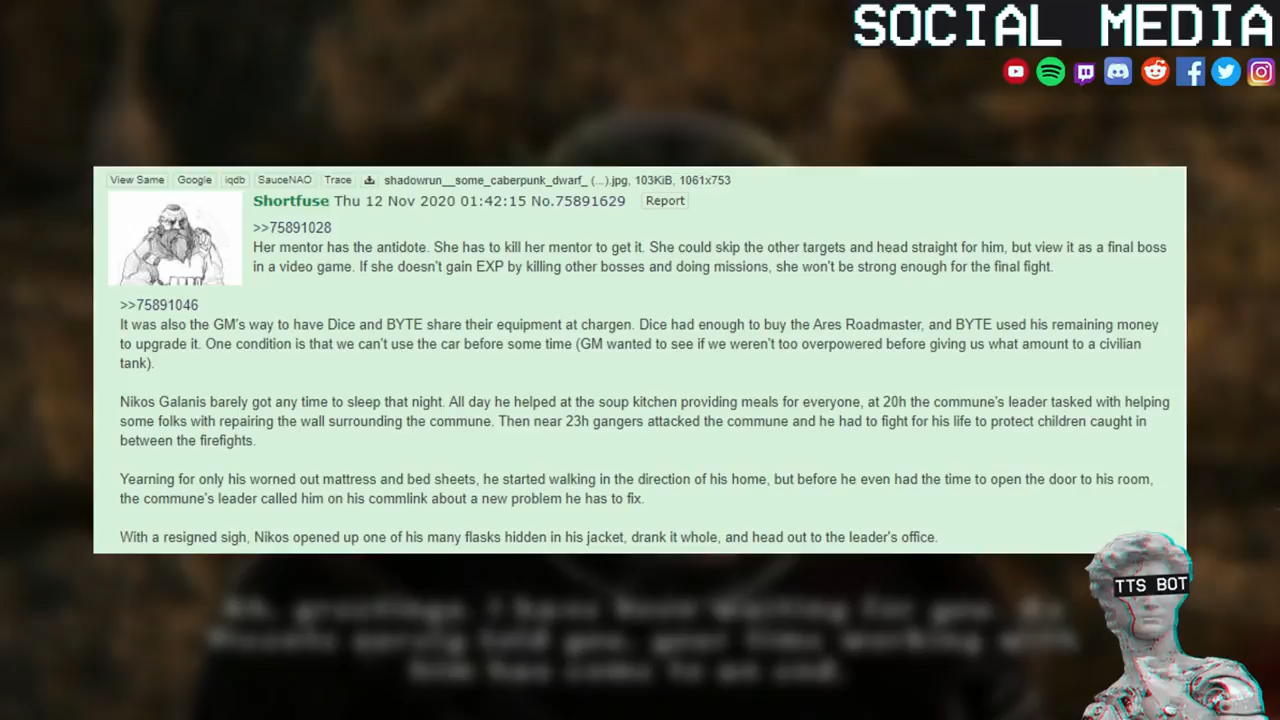 SOCIAL MEDIA
View Same Google iqdb SauceNAO Trace shadowrun__some_caberpunk_dwarf_ (...).jpg, 103KiB, 1061x753
Shortfuse Thu 12 Nov 2020 01:42:15 No.75891629 Report
>>75891028
Her mentor has the antidote. She has to kill her mentor to get it. She could skip the other targets and head straight for him, but view it as a final boss
in a video game. If she doesn't gain EXP by killing other bosses and doing missions, she won't be strong enough for the final fight.
>>75891046
It was also the GM's way to have Dice and BYTE share their equipment at chargen. Dice had enough to buy the Ares Roadmaster, and BYTE used his remaining money
to upgrade it. One condition is that we can't use the car before some time (GM wanted to see if we weren't too overpowered before giving us what amount to a civilian
tank).
Nikos Galanis barely got any time to sleep that night. All day he helped at the soup kitchen providing meals for everyone, at 20h the commune's leader tasked with helping
some folks with repairing the wall surrounding the commune. Then near 23h gangers attacked the commune and he had to fight for his life to protect children caught in
between the firefights.
Yearning for only his worned out mattress and bed sheets, he started walking in the direction of his home, but before he even had the time to open the door to his room,
the commune's leader called him on his commlink about a new problem he has to fix.
With a resigned sigh, Nikos opened up one of his many flasks hidden in his jacket, drank it whole, and head out to the leader's office.
TTS BOT